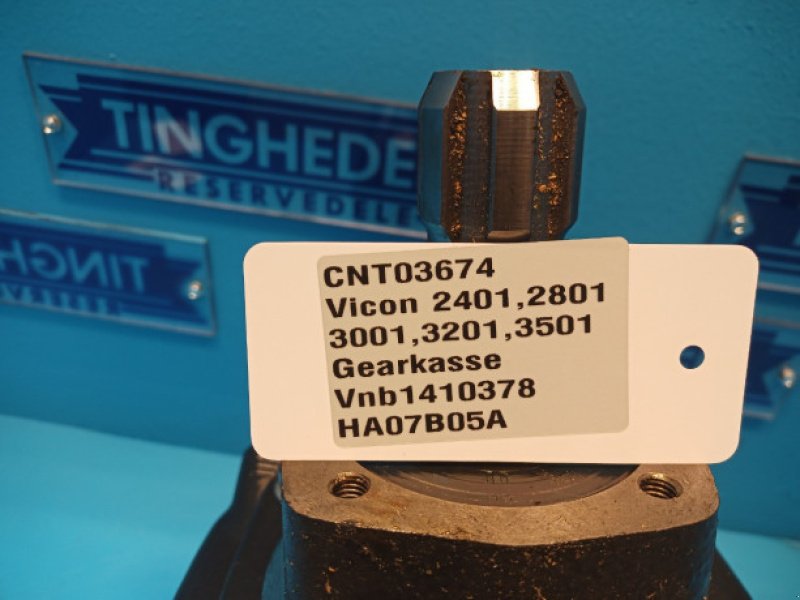 TINGHEDE
RESERVEDELE
TINGH
CNT03674
Vicon 2401,2801
3001,3201,3501
Gearkasse
Vnb1410378
HA07B05A